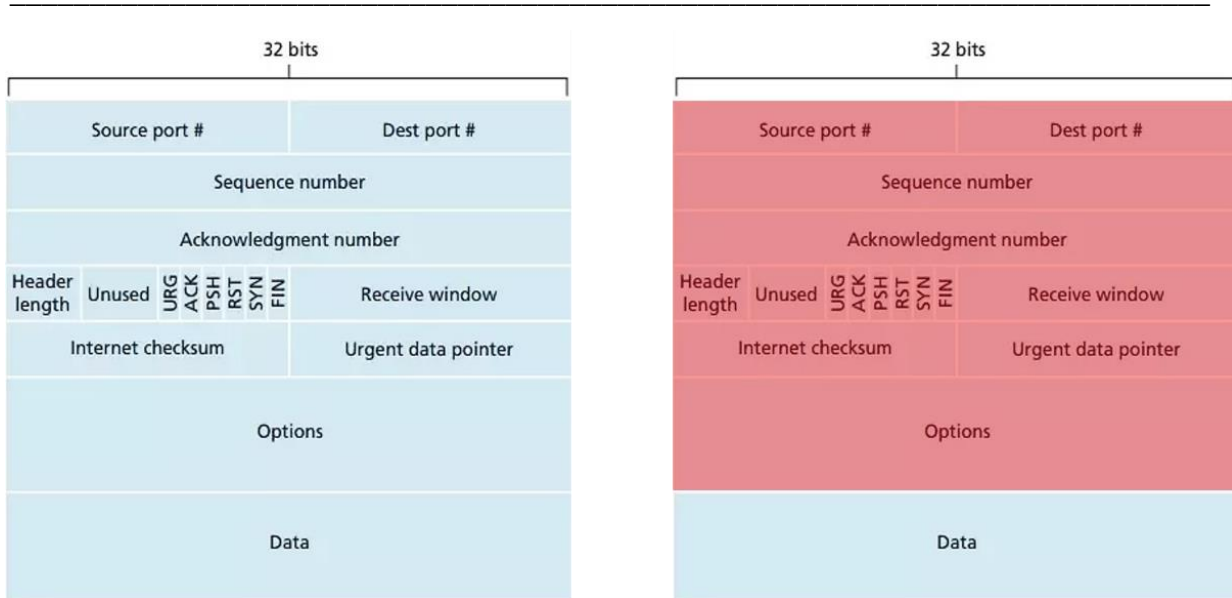 32 bits
Source port # Dest port #
Sequence number
Acknowledgment number
Header length Unused URG ACK PSH RST SYN FIN Receive window
Internet checksum Urgent data pointer
Options
Data
32 bits
Source port # Dest port #
Sequence number
Acknowledgment number
Header length Unused URG ACK PSH RST SYN FIN Receive window
Internet checksum Urgent data pointer
Options
Data